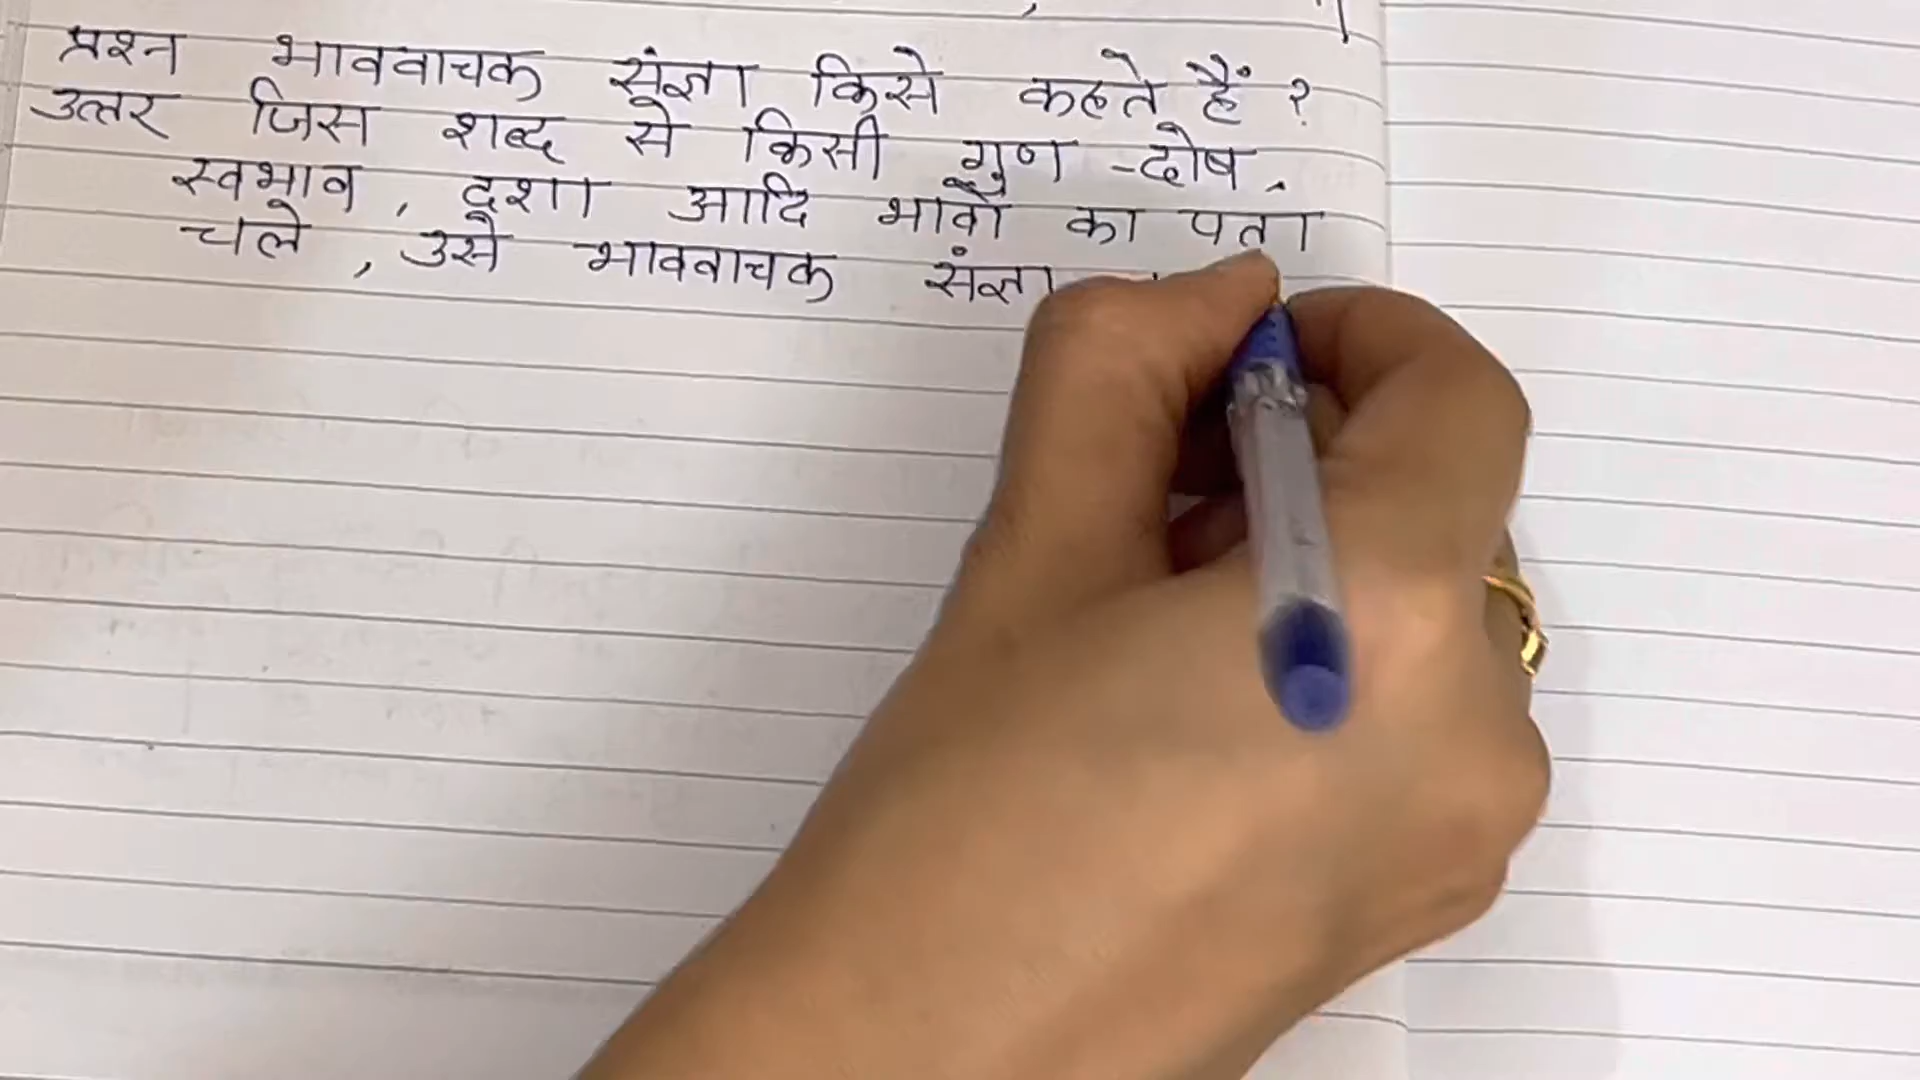 प्रश्न भाववाचक संज्ञा किसे कहते हैं ?
उत्तर जिस शब्द से किसी गुण -दोष,
स्वभाव, दशा आदि भावों का पता
चले, उसे भाववाचक संज्ञा